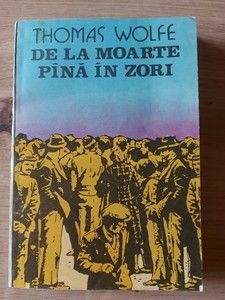 THOMAS WOLFE
DE LA MOARTE
PÎNĂ ÎN ZORI